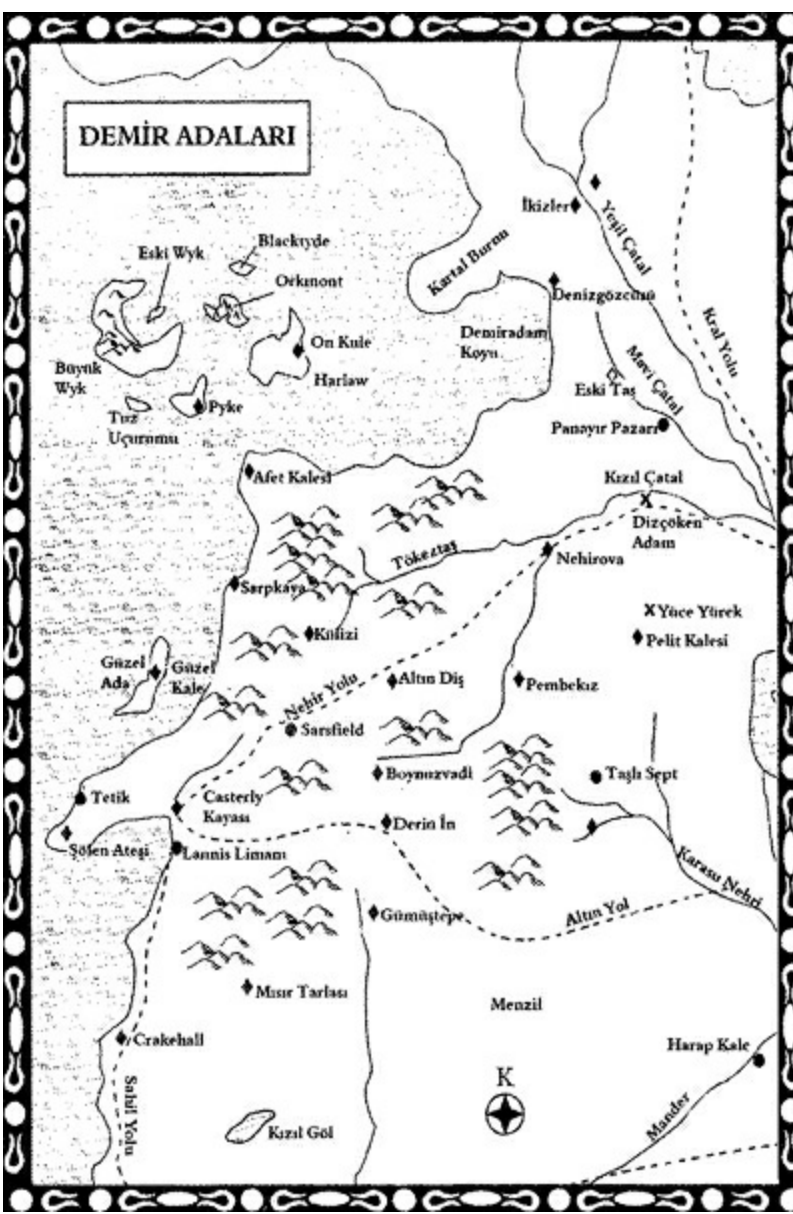 DEMİR ADALARI
İkizler
Yeşil Çatal
Blacktyde
Eski Wyk
Kartal Burnu
Orkmont
Denizgözcüsü
Kral Yolu
Demiradam
Koyu
On Kule
Mavi Çatal
Büyük
Wyk
Harlaw
Eski Taş
Pyke
Tuz
Uçurumu
Panayır Pazarı
Afet Kalesi
Kızıl Çatal
Dizçöken
Adam
Tökeztaş
Nehirova
Sarpkaya
Yüce Yürek
Külizi
Pelit Kalesi
Güzel
Ada
Güzel
Kale
Altın Diş
Pembekız
Nehir Yolu
Sarsfield
Boynuzvadi
Taşlı Sept
Tetik
Casterly
Kayası
Derin İn
Şölen Ateşi
Lannis Limanı
Karasu Nehri
Gümüştepe
Altın Yol
Mısır Tarlası
Menzil
Crakehall
Harap Kale
K
Sahil Yolu
Kızıl Göl
Mander